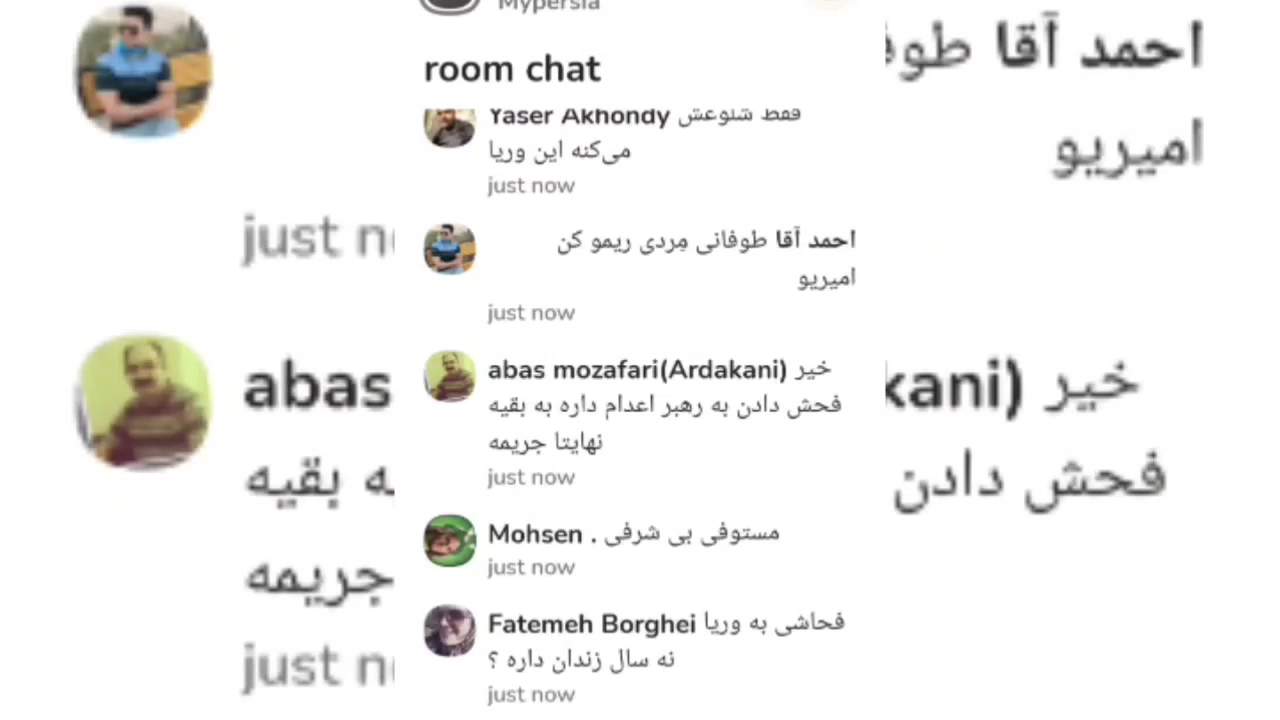 Mypersia
room chat
Yaser Akhondy فقط شلوغش
می‌کنه این وریا
just now
احمد آقا طوفانی مِردی ریمو کن
امیریو
just now
abas mozafari(Ardakani) خیر
فحش دادن به رهبر اعدام داره به بقیه
نهایتا جریمه
just now
Mohsen . مستوفی بی شرفی
just now
Fatemeh Borghei فحاشی به وریا
نه سال زندان داره ؟
just now
just n
abas
ه بقیه
جریمه
just n
احمد آقا طوف
امیریو
kani) خیر
فحش دادن